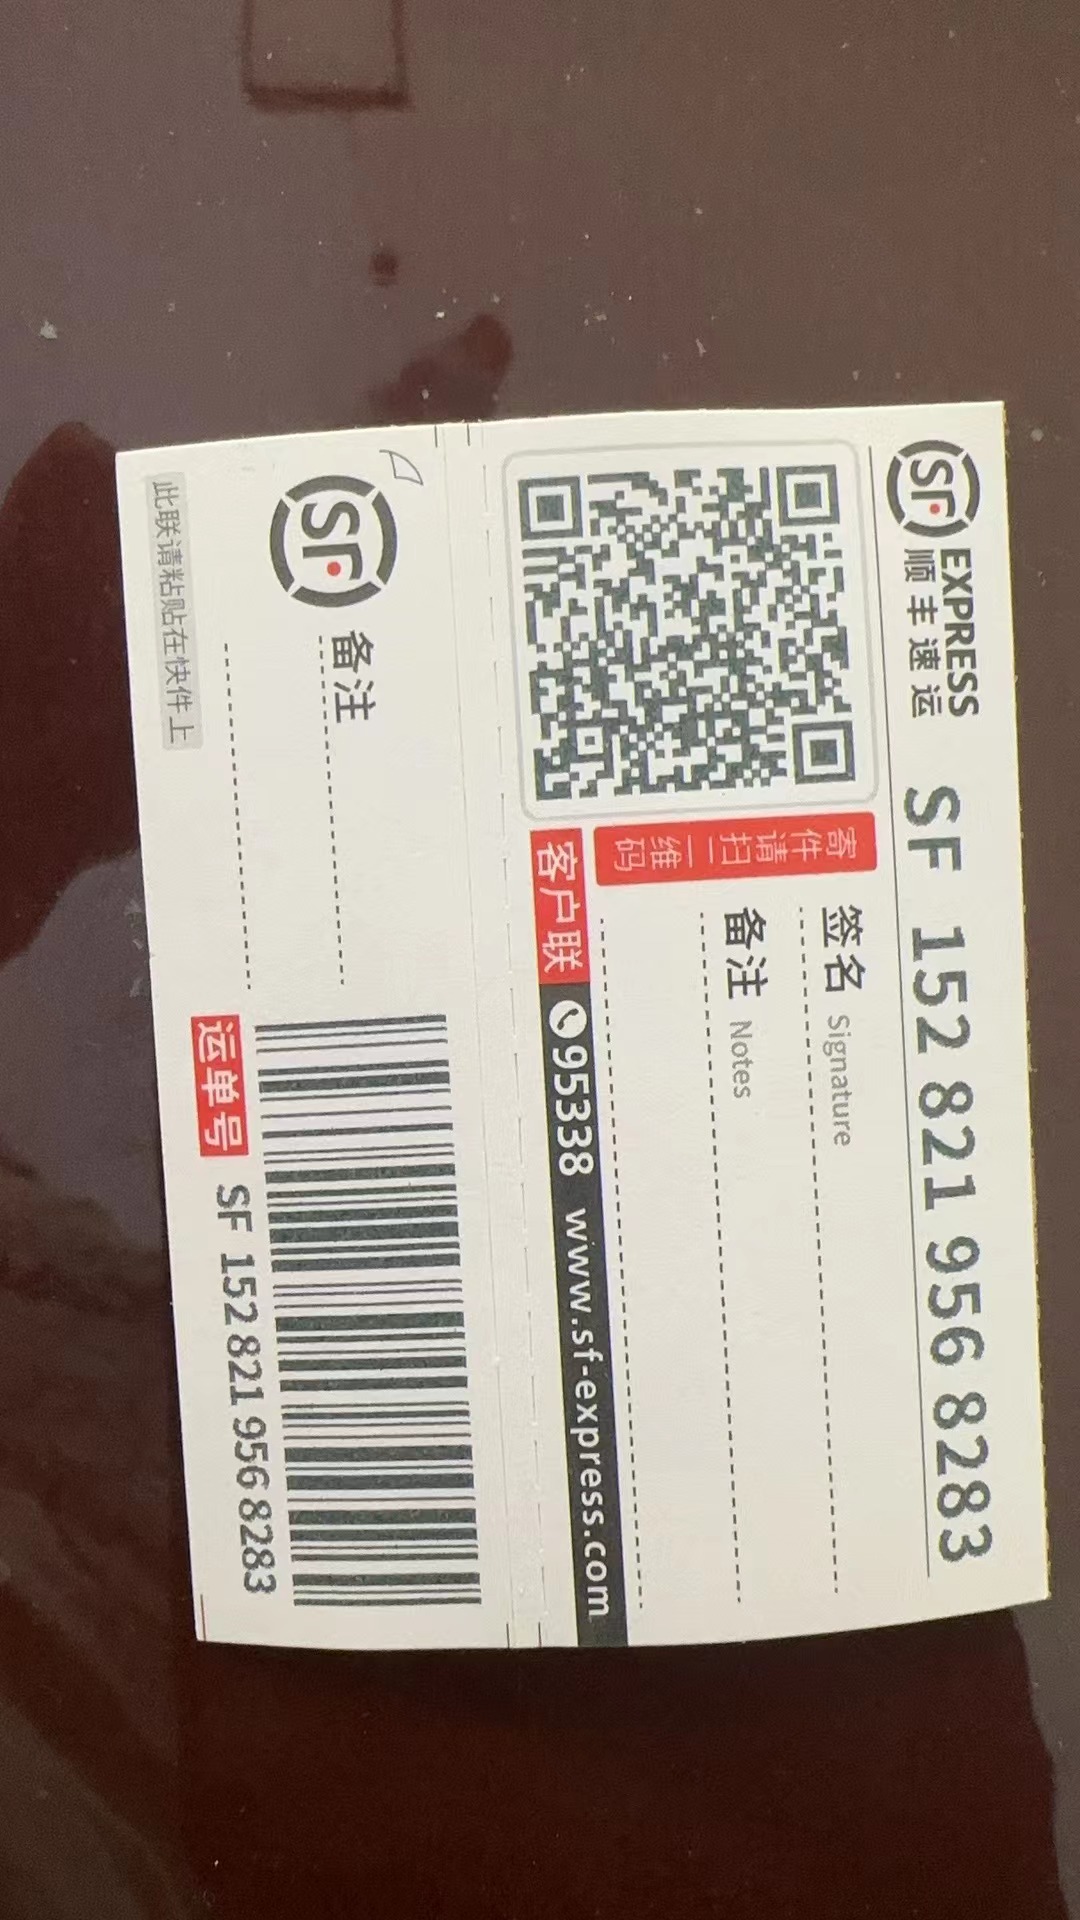 SF EXPRESS
顺丰速运
SF 152 821 956 8283
签名 Signature
备注 Notes
寄件请扫二维码
客户联
95338 www.sf-express.com
SF
备注
此联请粘贴在快件上
运单号 SF 152 821 956 8283